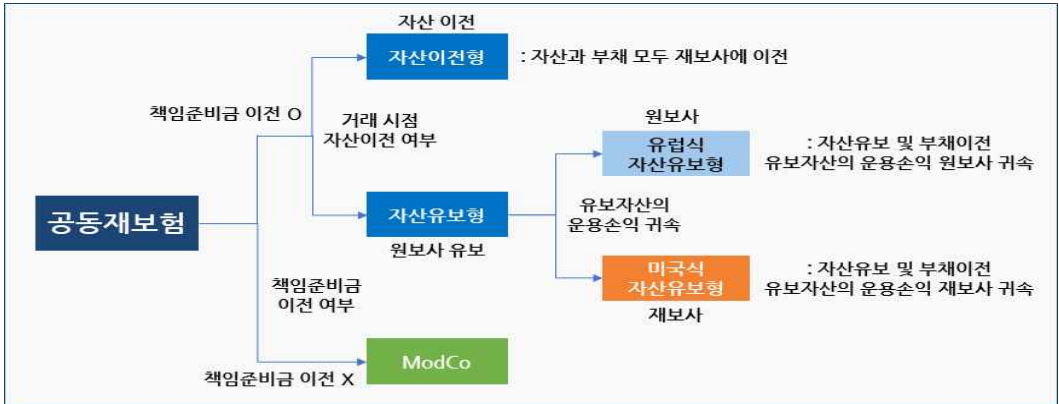 자산 이전
자산이전형
: 자산과 부채 모두 재보사에 이전
책임준비금 이전 O
거래 시점
자산이전 여부
원보사
유럽식
자산유보형
: 자산유보 및 부채이전
유보자산의 운용손익 원보사 귀속
공동재보험
자산유보형
원보사 유보
유보자산의
운용손익 귀속
미국식
자산유보형
: 자산유보 및 부채이전
유보자산의 운용손익 재보사 귀속
재보사
책임준비금
이전 여부
ModCo
책임준비금 이전 X